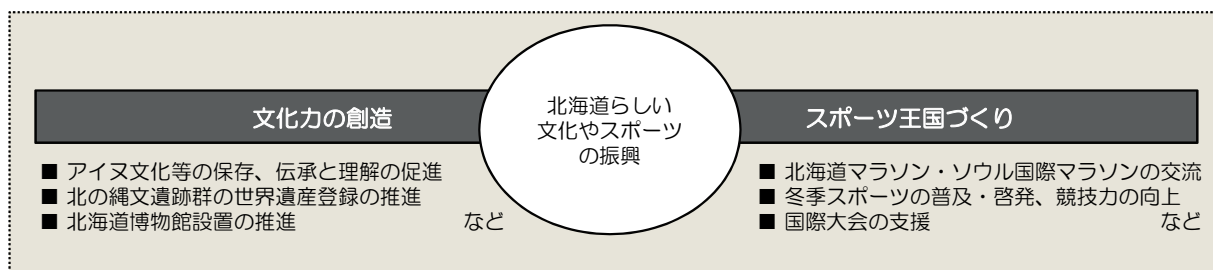 文化力の創造
■ アイヌ文化等の保存、伝承と理解の促進
■ 北の縄文遺跡群の世界遺産登録の推進
■ 北海道博物館設置の推進 など
北海道らしい
文化やスポーツ
の振興
スポーツ王国づくり
■ 北海道マラソン・ソウル国際マラソンの交流
■ 冬季スポーツの普及・啓発、競技力の向上
■ 国際大会の支援 など